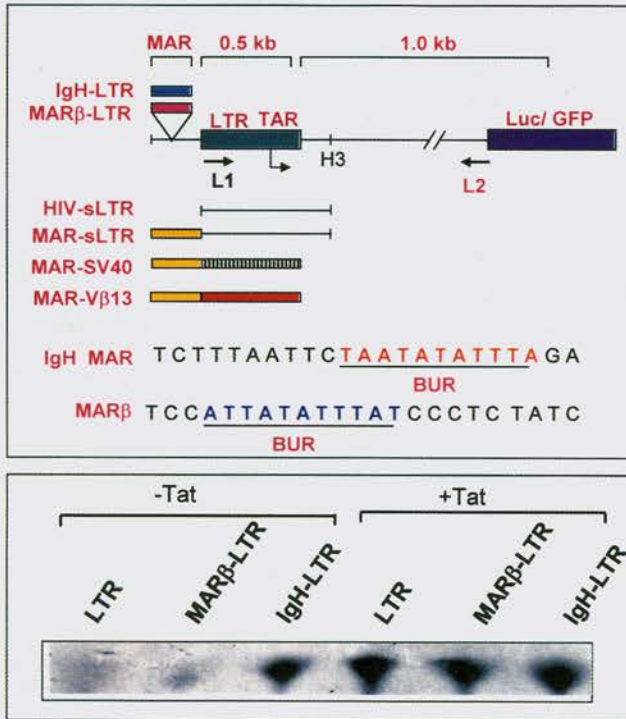 MAR 0.5 kb 1.0 kb
IgH-LTR
MARβ-LTR
LTR TAR Luc/ GFP
H3
L1 L2
HIV-sLTR
MAR-sLTR
MAR-SV40
MAR-Vβ13
IgH MAR TCTTTAATTCTAATATATTTAGA
BUR
MARβ TCCATTATATTTATCCCTCTATC
BUR
-Tat +Tat
LTR MARβ-LTR IgH-LTR LTR MARβ-LTR IgH-LTR